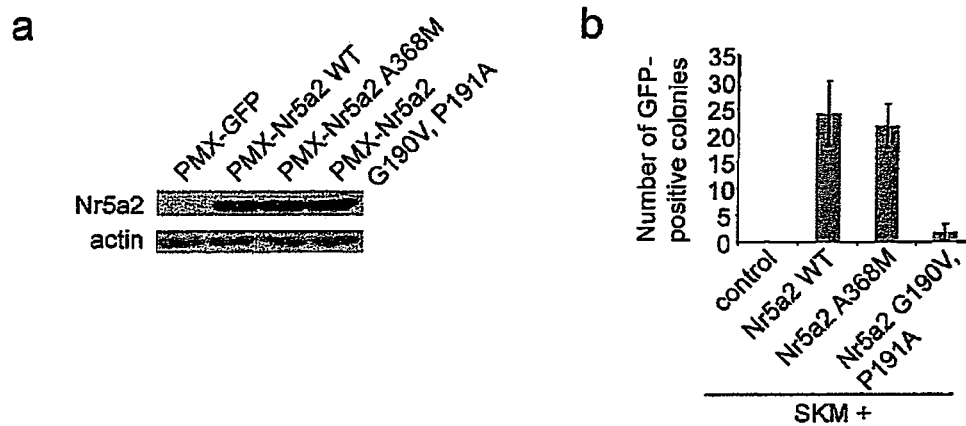 a
PMX-GFP
PMX-Nr5a2 WT
PMX-Nr5a2 A368M
PMX-Nr5a2
G190V, P191A
Nr5a2
actin
b
Number of GFP-
positive colonies
35
30
25
20
15
10
5
0
control
Nr5a2 WT
Nr5a2 A368M
Nr5a2 G190V,
P191A
SKM +